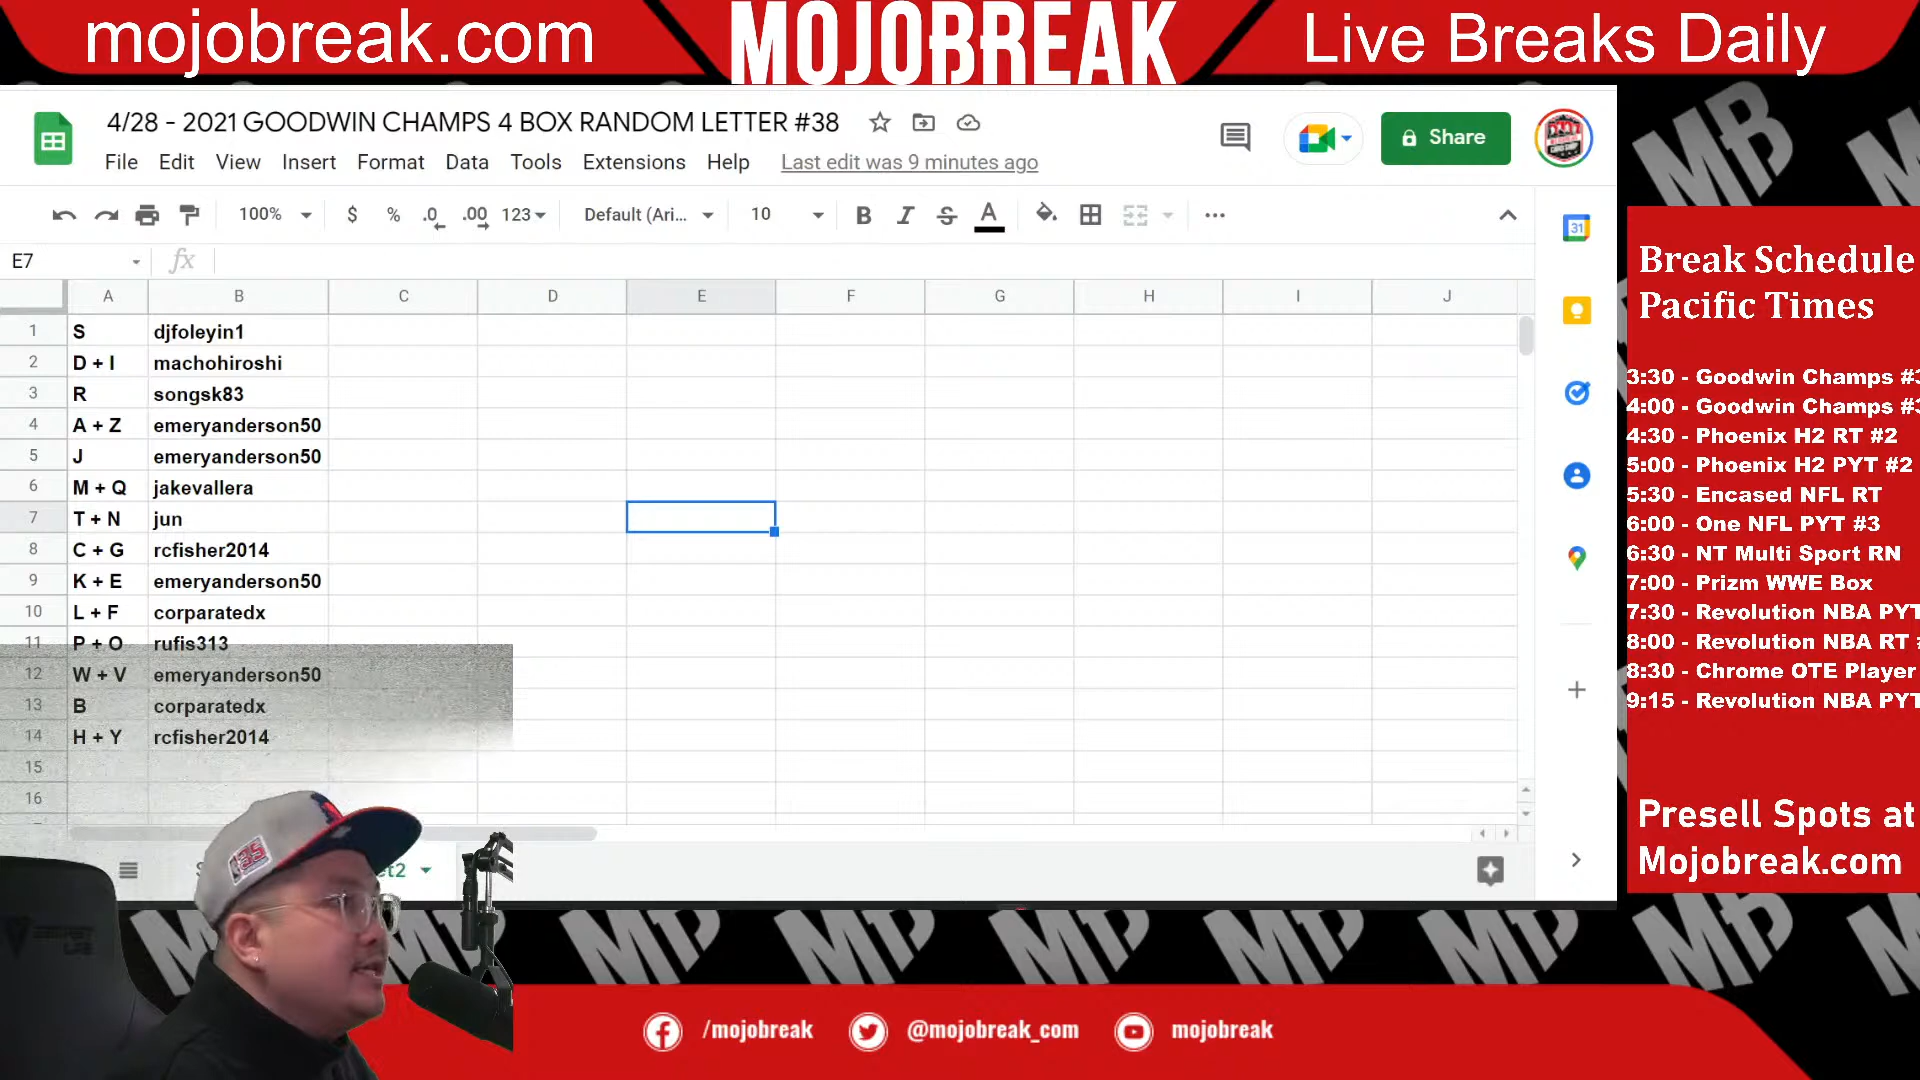 mojobreak.com
MOJOBREAK
Live Breaks Daily
4/28 - 2021 GOODWIN CHAMPS 4 BOX RANDOM LETTER #38
Share
File Edit View Insert Format Data Tools Extensions Help Last edit was 9 minutes ago
100% $ % .0 .00 123 Default (Ari... 10 B I S A
E7 fx
A B C D E F G H I J
1 S djfoleyin1
2 D + I machohiroshi
3 R songsk83
4 A + Z emeryanderson50
5 J emeryanderson50
6 M + Q jakevallera
7 T + N jun
8 C + G rcfisher2014
9 K + E emeryanderson50
10 L + F corparatedx
11 P + O rufis313
12 W + V emeryanderson50
13 B corparatedx
14 H + Y rcfisher2014
15
16
31
Break Schedule
Pacific Times
3:30 - Goodwin Champs
4:00 - Goodwin Champs
4:30 - Phoenix H2 RT #2
5:00 - Phoenix H2 PYT #2
5:30 - Encased NFL RT
6:00 - One NFL PYT #3
6:30 - NT Multi Sport RN
7:00 - Prizm WWE Box
7:30 - Revolution NBA PYT
8:00 - Revolution NBA RT
8:30 - Chrome OTE Player
9:15 - Revolution NBA PYT
Presell Spots at
Mojobreak.com
/mojobreak @mojobreak_com mojobreak